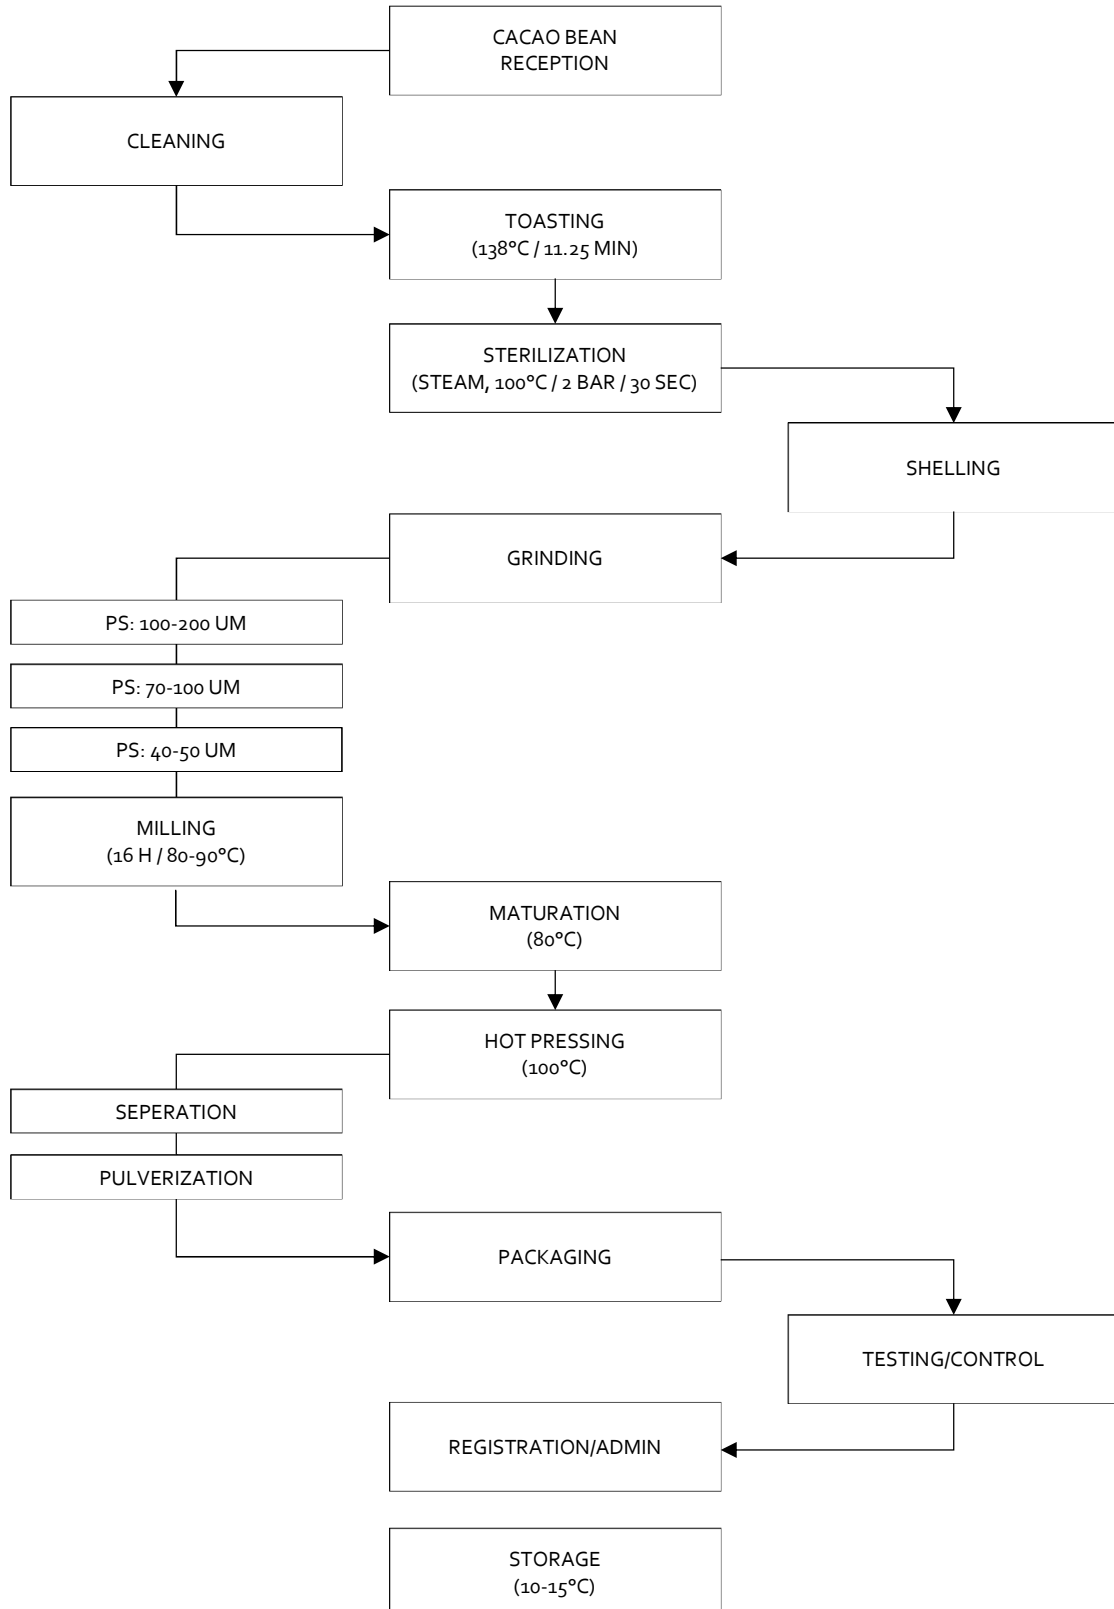 CACAO BEAN
RECEPTION
CLEANING
TOASTING
(138°C / 11.25 MIN)
STERILIZATION
(STEAM, 100°C / 2 BAR / 30 SEC)
SHELLING
GRINDING
PS: 100-200 UM
PS: 70-100 UM
PS: 40-50 UM
MILLING
(16 H / 80-90°C)
MATURATION
(80°C)
HOT PRESSING
(100°C)
SEPERATION
PULVERIZATION
PACKAGING
TESTING/CONTROL
REGISTRATION/ADMIN
STORAGE
(10-15°C)